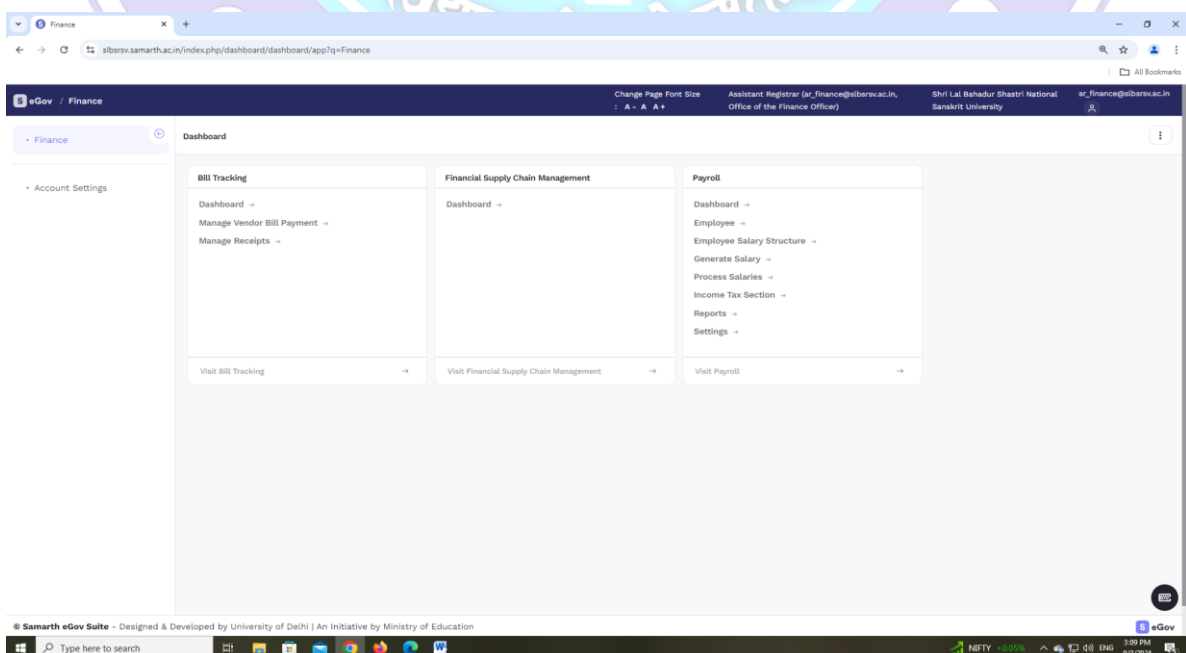 Finance
slbsrsv.samarth.ac.in/index.php/dashboard/dashboard/app?q=Finance
All Bookmarks
S eGov / Finance
Change Page Font Size
: A- A A+
Assistant Registrar (ar_finance@slbsrsv.ac.in,
Office of the Finance Officer)
Shri Lal Bahadur Shastri National
Sanskrit University
ar_finance@slbsrsv.ac.in
Finance
Account Settings
Dashboard
Bill Tracking
Dashboard →
Manage Vendor Bill Payment →
Manage Receipts →
Visit Bill Tracking →
Financial Supply Chain Management
Dashboard →
Visit Financial Supply Chain Management →
Payroll
Dashboard →
Employee →
Employee Salary Structure →
Generate Salary →
Process Salaries →
Income Tax Section →
Reports →
Settings →
Visit Payroll →
© Samarth eGov Suite - Designed & Developed by University of Delhi | An Initiative by Ministry of Education
S eGov
Type here to search
NIFTY +0.05%
ENG
3:09 PM